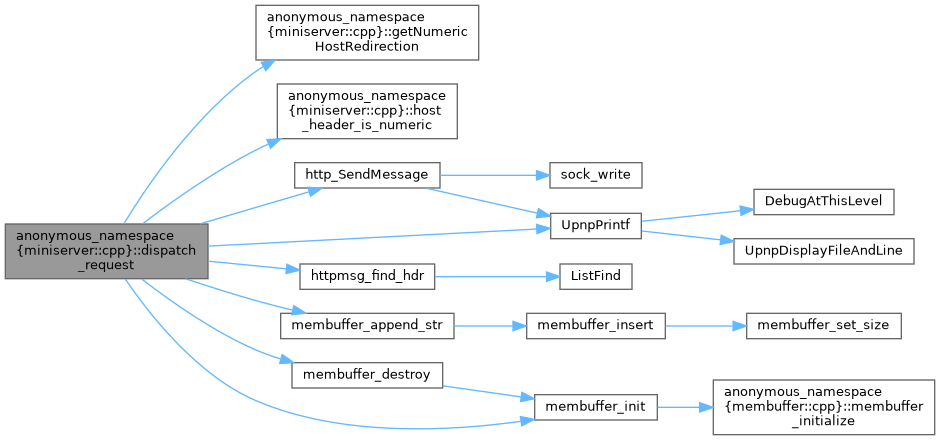 anonymous_namespace
{miniserver::cpp}::getNumeric
HostRedirection
anonymous_namespace
{miniserver::cpp}::host
_header_is_numeric
http_SendMessage
sock_write
DebugAtThisLevel
UpnpPrintf
anonymous_namespace
{miniserver::cpp}::dispatch
_request
UpnpDisplayFileAndLine
httpmsg_find_hdr
ListFind
membuffer_append_str
membuffer_insert
membuffer_set_size
membuffer_destroy
membuffer_init
anonymous_namespace
{membuffer::cpp}::membuffer
_initialize